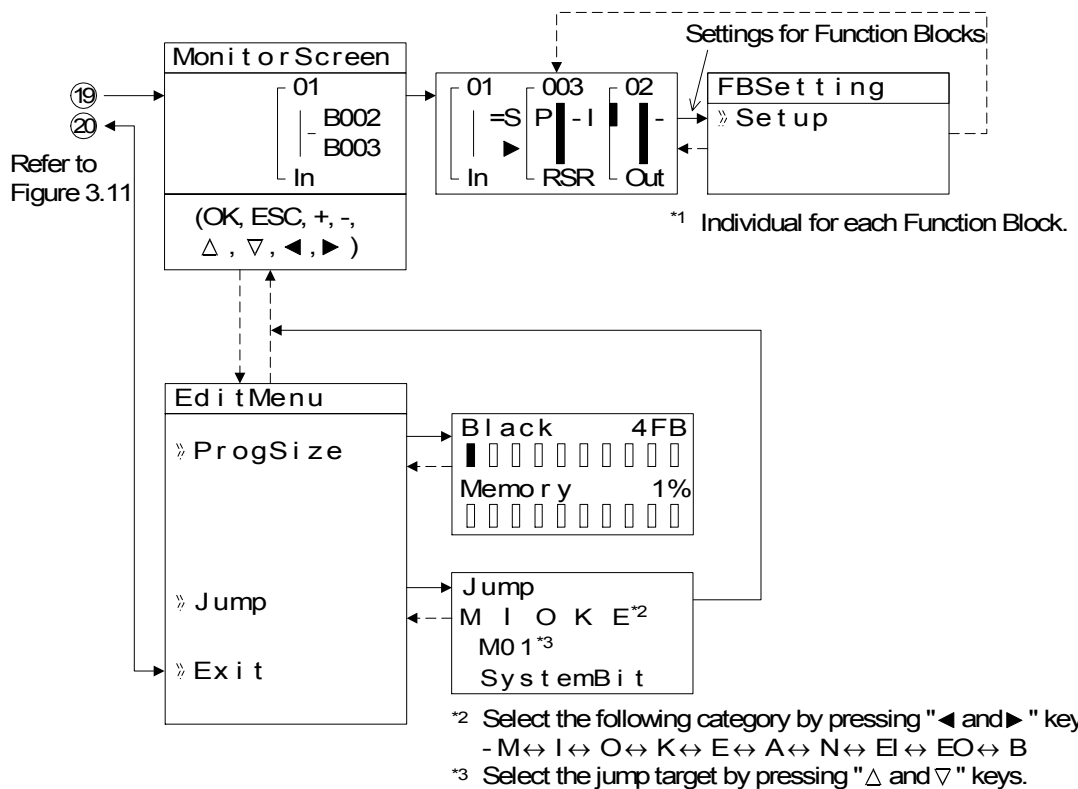 Settings for Function Blocks
MonitorScreen
01
B002
B003
In
(OK, ESC, +, -,
△ , ▽ , ◀ , ▶ )
19
20
Refer to
Figure 3.11
01
=S
▶
In
003
P - I
RSR
02
-
Out
FBSetting
» Setup
*1 Individual for each Function Block.
EditMenu
» ProgSize
» Jump
» Exit
Black 4FB
Memory 1%
Jump
M I O K E*2
M01*3
SystemBit
*2 Select the following category by pressing "◀ and ▶" key
- M↔ I↔ O↔ K↔ E↔ A↔ N↔ EI↔ EO↔ B
*3 Select the jump target by pressing "△ and ▽" keys.